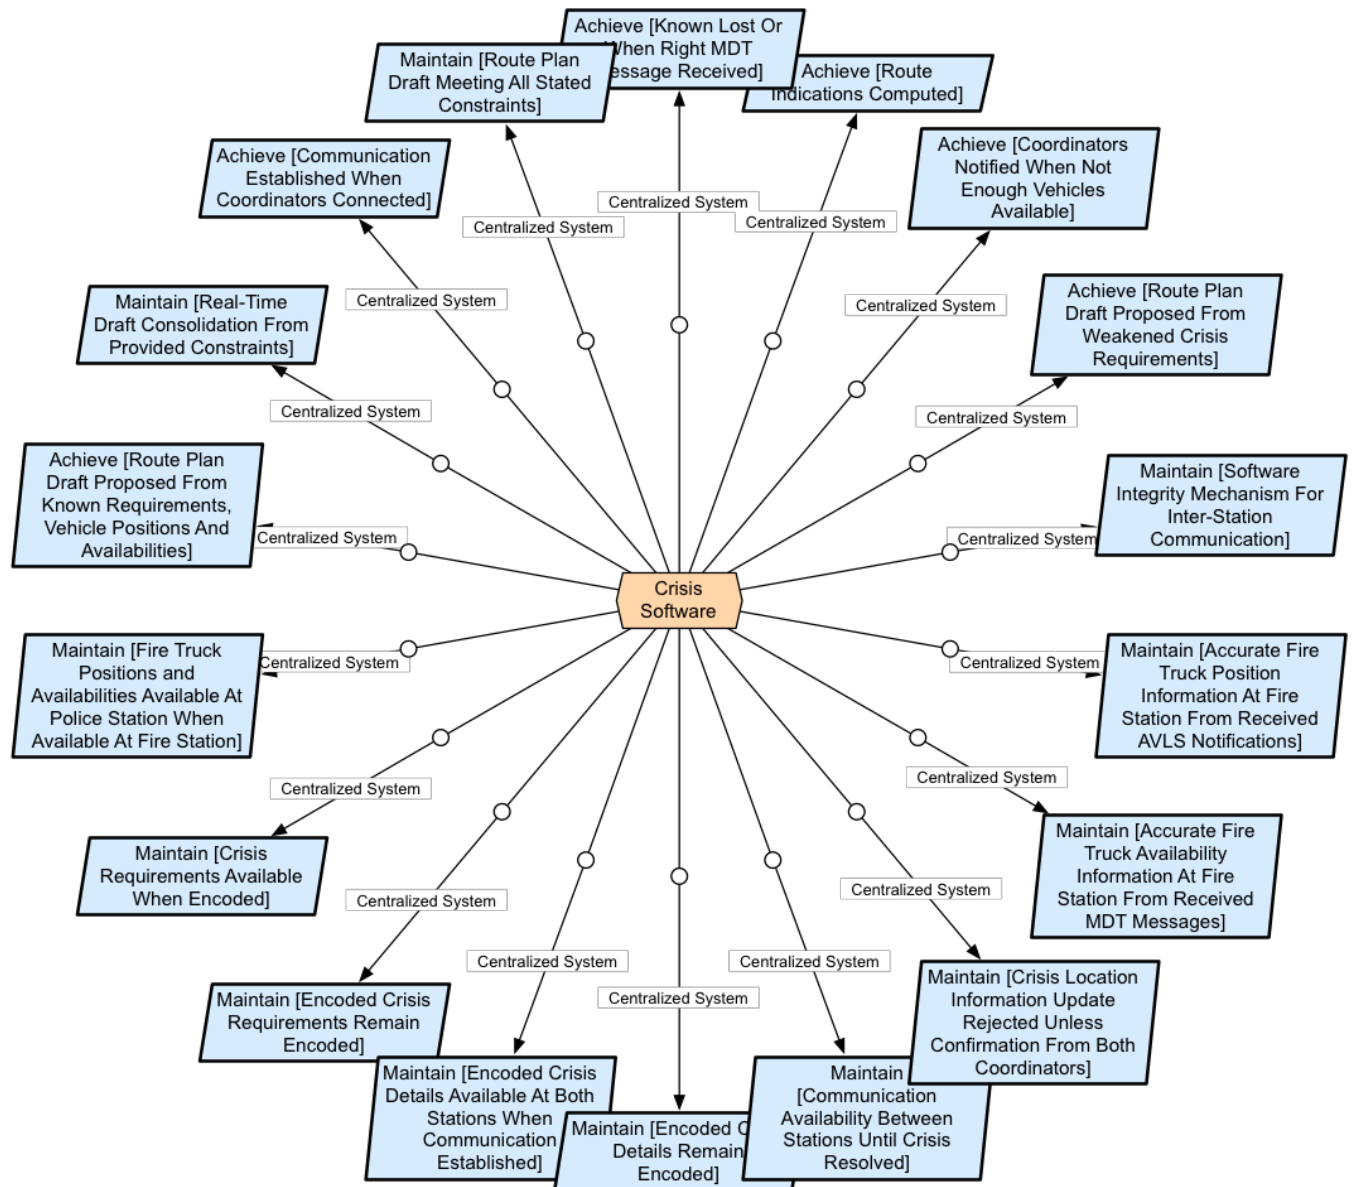 Achieve [Known Lost Or
When Right MDT
Message Received]
Maintain [Route Plan
Draft Meeting All Stated
Constraints]
Achieve [Route
Indications Computed]
Achieve [Communication
Established When
Coordinators Connected]
Achieve [Coordinators
Notified When Not
Enough Vehicles
Available]
Centralized System
Centralized System
Centralized System
Centralized System
Centralized System
Maintain [Real-Time
Draft Consolidation From
Provided Constraints]
Achieve [Route Plan
Draft Proposed From
Weakened Crisis
Requirements]
Centralized System
Centralized System
Achieve [Route Plan
Draft Proposed From
Known Requirements,
Vehicle Positions And
Availabilities]
Centralized System
Centralized System
Maintain [Software
Integrity Mechanism For
Inter-Station
Communication]
Crisis
Software
Maintain [Fire Truck
Positions and
Availabilities Available At
Police Station When
Available At Fire Station]
Centralized System
Centralized System
Maintain [Accurate Fire
Truck Position
Information At Fire
Station From Received
AVLS Notifications]
Centralized System
Centralized System
Maintain [Crisis
Requirements Available
When Encoded]
Maintain [Accurate Fire
Truck Availability
Information At Fire
Station From Received
MDT Messages]
Centralized System
Centralized System
Centralized System
Centralized System
Centralized System
Maintain [Encoded Crisis
Requirements Remain
Encoded]
Maintain [Crisis Location
Information Update
Rejected Unless
Confirmation From Both
Coordinators]
Maintain [Encoded Crisis
Details Available At Both
Stations When
Communication
Established]
Maintain [Encoded
Details Remain
Encoded]
Maintain
[Communication
Availability Between
Stations Until Crisis
Resolved]